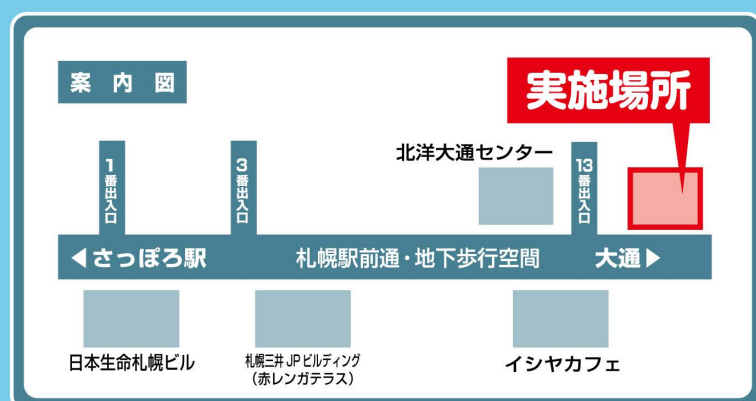 案内図
実施場所
北洋大通センター
1番出入口
3番出入口
13番出入口
◀さっぽろ駅
札幌駅前通・地下歩行空間
大通▶
日本生命札幌ビル
札幌三井JPビルディング
（赤レンガテラス）
イシヤカフェ